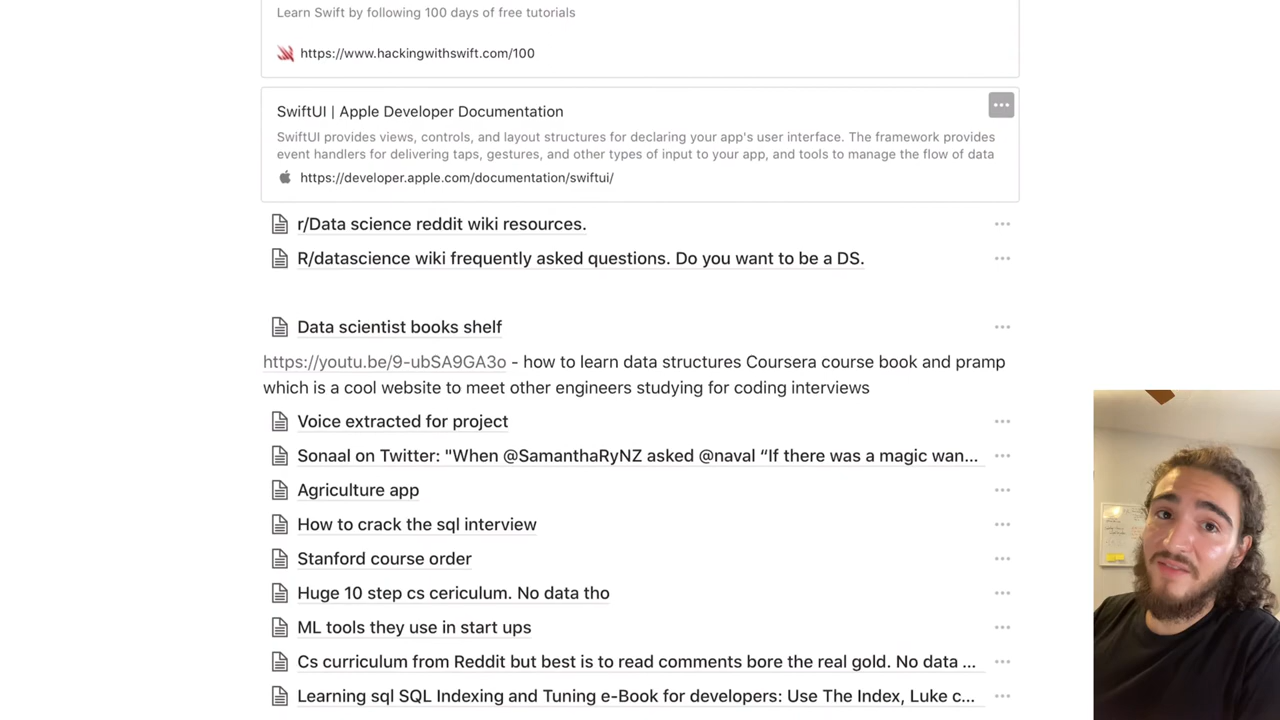 Learn Swift by following 100 days of free tutorials
https://www.hackingwithswift.com/100
SwiftUI | Apple Developer Documentation
SwiftUI provides views, controls, and layout structures for declaring your app's user interface. The framework provides
event handlers for delivering taps, gestures, and other types of input to your app, and tools to manage the flow of data
https://developer.apple.com/documentation/swiftui/
r/Data science reddit wiki resources.
R/datascience wiki frequently asked questions. Do you want to be a DS.
Data scientist books shelf
https://youtu.be/9-ubSA9GA3o - how to learn data structures Coursera course book and pramp
which is a cool website to meet other engineers studying for coding interviews
Voice extracted for project
Sonaal on Twitter: "When @SamanthaRyNZ asked @naval “If there was a magic wan...
Agriculture app
How to crack the sql interview
Stanford course order
Huge 10 step cs cericulum. No data tho
ML tools they use in start ups
Cs curriculum from Reddit but best is to read comments bore the real gold. No data ...
Learning sql SQL Indexing and Tuning e-Book for developers: Use The Index, Luke c...